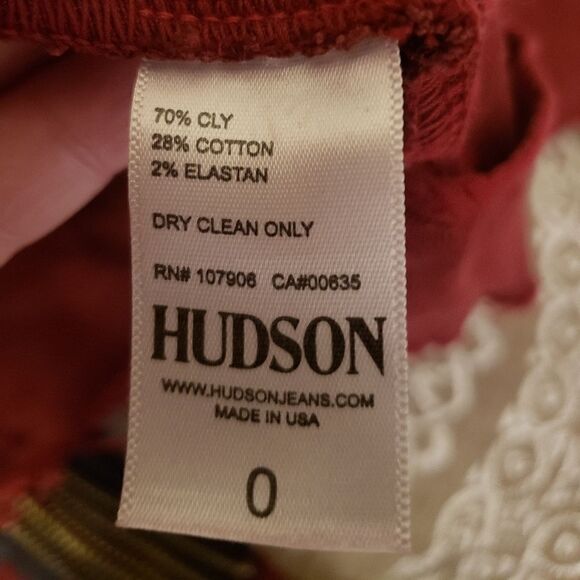 70% CLY
28% COTTON
2% ELASTAN
DRY CLEAN ONLY
RN# 107906 CA#00635
HUDSON
WWW.HUDSONJEANS.COM
MADE IN USA
0